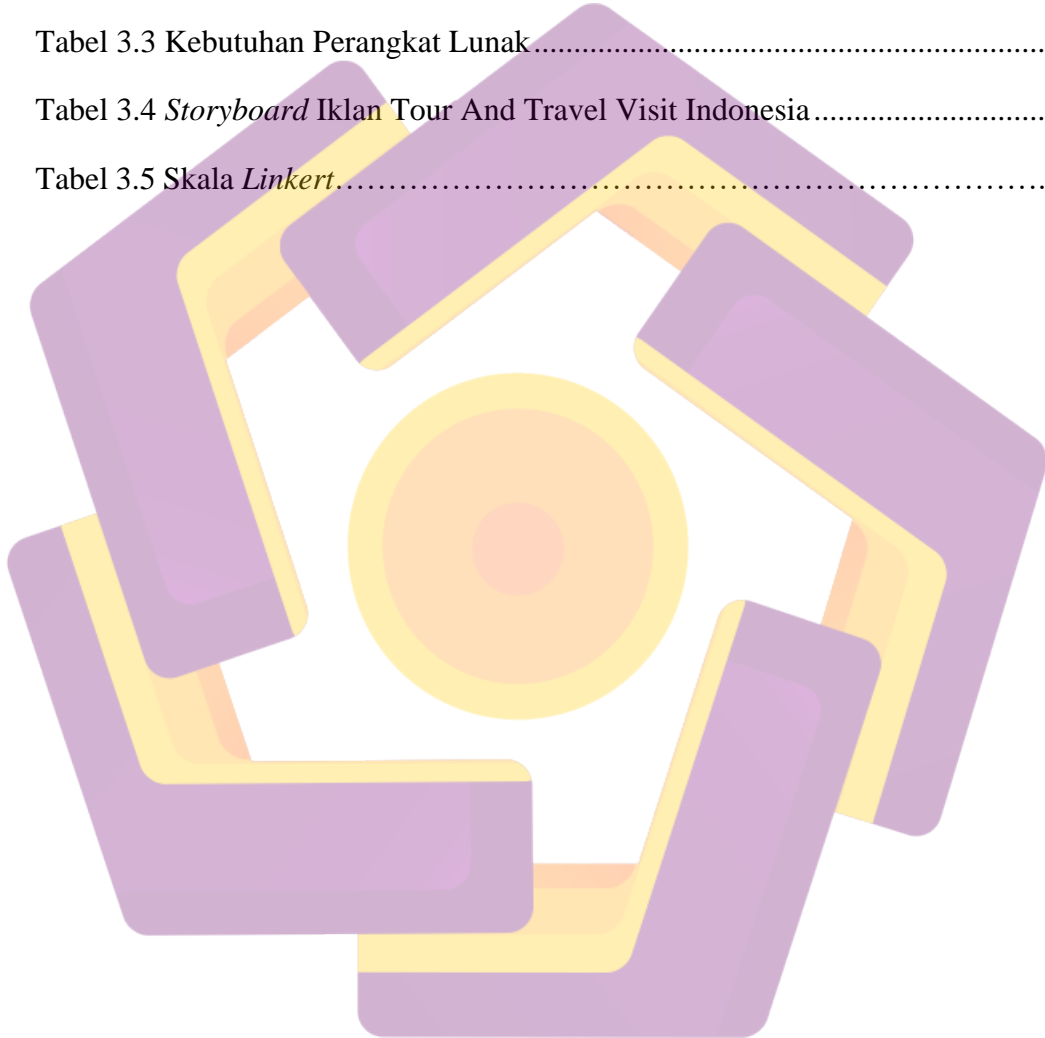 Tabel 3.3 Kebutuhan Perangkat Lunak..............................................................
Tabel 3.4 Storyboard Iklan Tour And Travel Visit Indonesia............................
Tabel 3.5 Skala Linkert…………………………………………………………………..